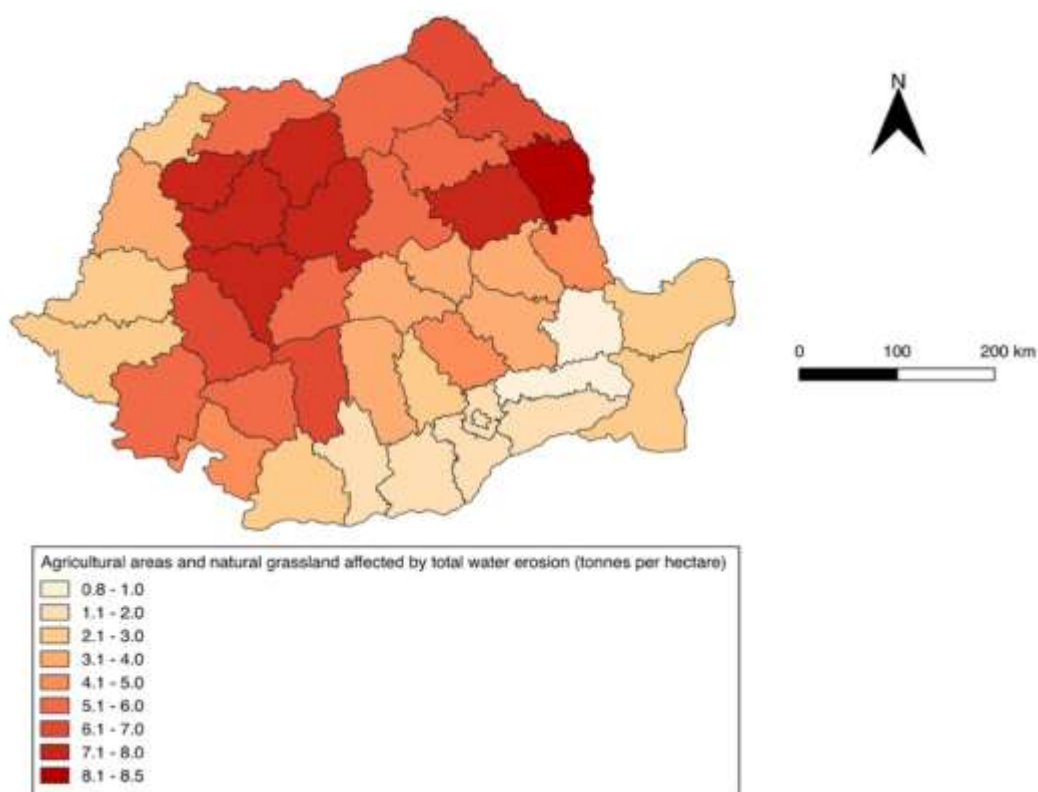 N
0 100 200 km
Agricultural areas and natural grassland affected by total water erosion (tonnes per hectare)
0.8 - 1.0
1.1 - 2.0
2.1 - 3.0
3.1 - 4.0
4.1 - 5.0
5.1 - 6.0
6.1 - 7.0
7.1 - 8.0
8.1 - 8.5